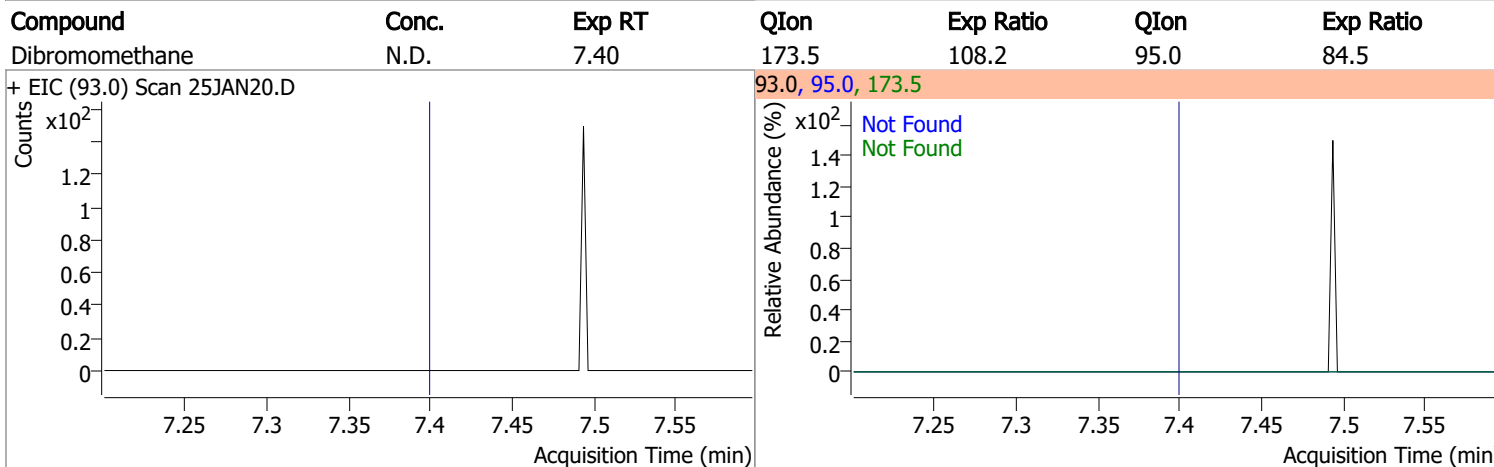 Compound Conc. Exp RT QIon Exp Ratio QIon Exp Ratio
Dibromomethane N.D. 7.40 173.5 108.2 95.0 84.5
+ EIC (93.0) Scan 25JAN20.D
Counts
x10²
1.2
1
0.8
0.6
0.4
0.2
0
7.25 7.3 7.35 7.4 7.45 7.5 7.55
Acquisition Time (min)
93.0, 95.0, 173.5
Relative Abundance (%)
x10²
Not Found
Not Found
1.4
1.2
1
0.8
0.6
0.4
0.2
0
7.25 7.3 7.35 7.4 7.45 7.5 7.55
Acquisition Time (min